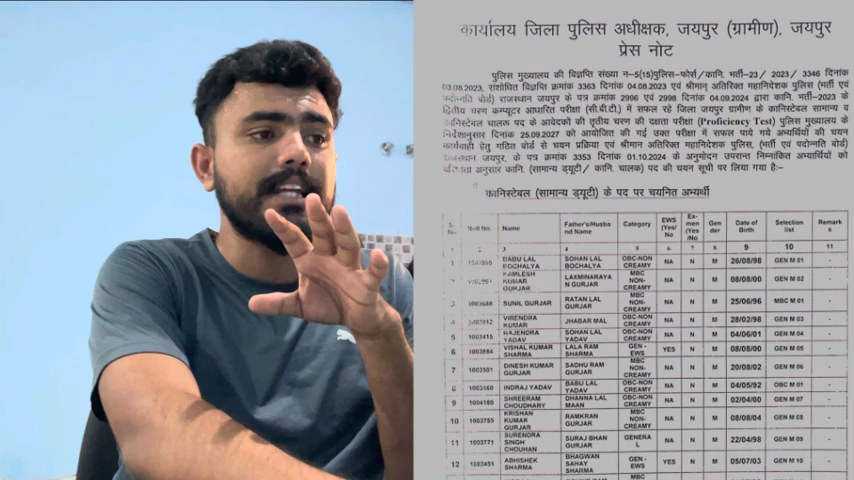 कार्यालय जिला पुलिस अधीक्षक, जयपुर (ग्रामीण), जयपुर
प्रेस नोट
पुलिस मुख्यालय की विज्ञप्ति संख्या न–5(15)पुलिस–फोर्स/कानि. भर्ती–23 / 2023 / 3346 दिनांक
03.08.2023, संशोधित विज्ञप्ति क्रमांक 3363 दिनांक 04.08.2023 एवं श्रीमान् अतिरिक्त महानिदेशक पुलिस (भर्ती एवं
पदोन्नति बोर्ड) राजस्थान जयपुर के पत्र क्रमांक 2996 एवं 2998 दिनांक 04.09.2024 द्वारा कानि. भर्ती–2023 के
द्वितीय चरण कम्प्यूटर आधारित परीक्षा (सी.बी.टी.) में सफल रहे जिला जयपुर ग्रामीण के कानिस्टेबल सामान्य व
कानिस्टेबल चालक पद के आवेदकों की तृतीय चरण की दक्षता परीक्षा (Proficiency Test) पुलिस मुख्यालय के
निर्देशानुसार दिनांक 25.09.2027 को आयोजित की गई उक्त परीक्षा में सफल पाये गये अभ्यर्थियों की चयन
कार्यवाही हेतु गठित बोर्ड से चयन प्रक्रिया एवं श्रीमान अतिरिक्त महानिदेशक पुलिस, (भर्ती एवं पदोन्नति बोर्ड)
राजस्थान जयपुर, के पत्र क्रमांक 3353 दिनांक 01.10.2024 के अनुमोदन उपरान्त निम्नांकित अभ्यर्थियों को
अनुसार कानि. (सामान्य ड्यूटी/ कानि. चालक) पद की चयन सूची पर लिया गया है:–
कानिस्टेबल (सामान्य ड्यूटी) के पद पर चयनित अभ्यर्थी
No. Roll No. Name Father's/Husba nd Name Category EWS (Yes/ No Ex- men (Yes /No Gen der Date of Birth Selection list Remark s
1 2 3 4 5 6 7 8 9 10 11
1 BABU LAL BOCHALYA SOHAN LAL BOCHALYA OBC-NON CREAMY NA N M 26/08/98 GEN M 01 -
2 KAMLESH KUMAR GURJAR LAXMINARAYA N GURJAR MBC NON- CREAMY NA N M 08/08/00 GEN M 02 -
3 1003688 SUNIL GURJAR RATAN LAL GURJAR MBC NON- CREAMY NA N M 25/06/96 MBC M 01 -
4 VIRENDRA KUMAR JHABAR MAL OBC-NON CREAMY NA N M 28/02/98 GEN M 03 -
5 1003415 RAJENDRA YADAV SOHAN LAL YADAV OBC-NON CREAMY NA N M 04/06/01 GEN M 04 -
6 1003884 VISHAL KUMAR SHARMA LALA RAM SHARMA GEN - EWS YES N M 08/08/00 GEN M 05 -
7 1003501 DINESH KUMAR GURJAR SADHU RAM GURJAR MBC NON- CREAMY NA N M 20/08/02 GEN M 06 -
8 1003560 INDRAJ YADAV BABU LAL YADAV OBC-NON CREAMY NA N M 04/05/92 OBC M 01 -
9 1004180 SHREERAM CHOUDHARY DHANNA LAL MAAN OBC-NON CREAMY NA N M 02/04/00 GEN M 07 -
10 1003755 KRISHAN KUMAR GURJAR RAMKRAN GURJAR MBC NON- CREAMY NA N M 08/08/04 GEN M 08 -
11 1003771 SURENDRA SINGH CHOUHAN SURAJ BHAN GURJAR GENERA L NA N M 22/04/98 GEN M 09 -
12 1003451 ABHISHEK SHARMA BHAGWAN SAHAY SHARMA GEN - EWS YES N M 05/07/03 GEN M 10 -